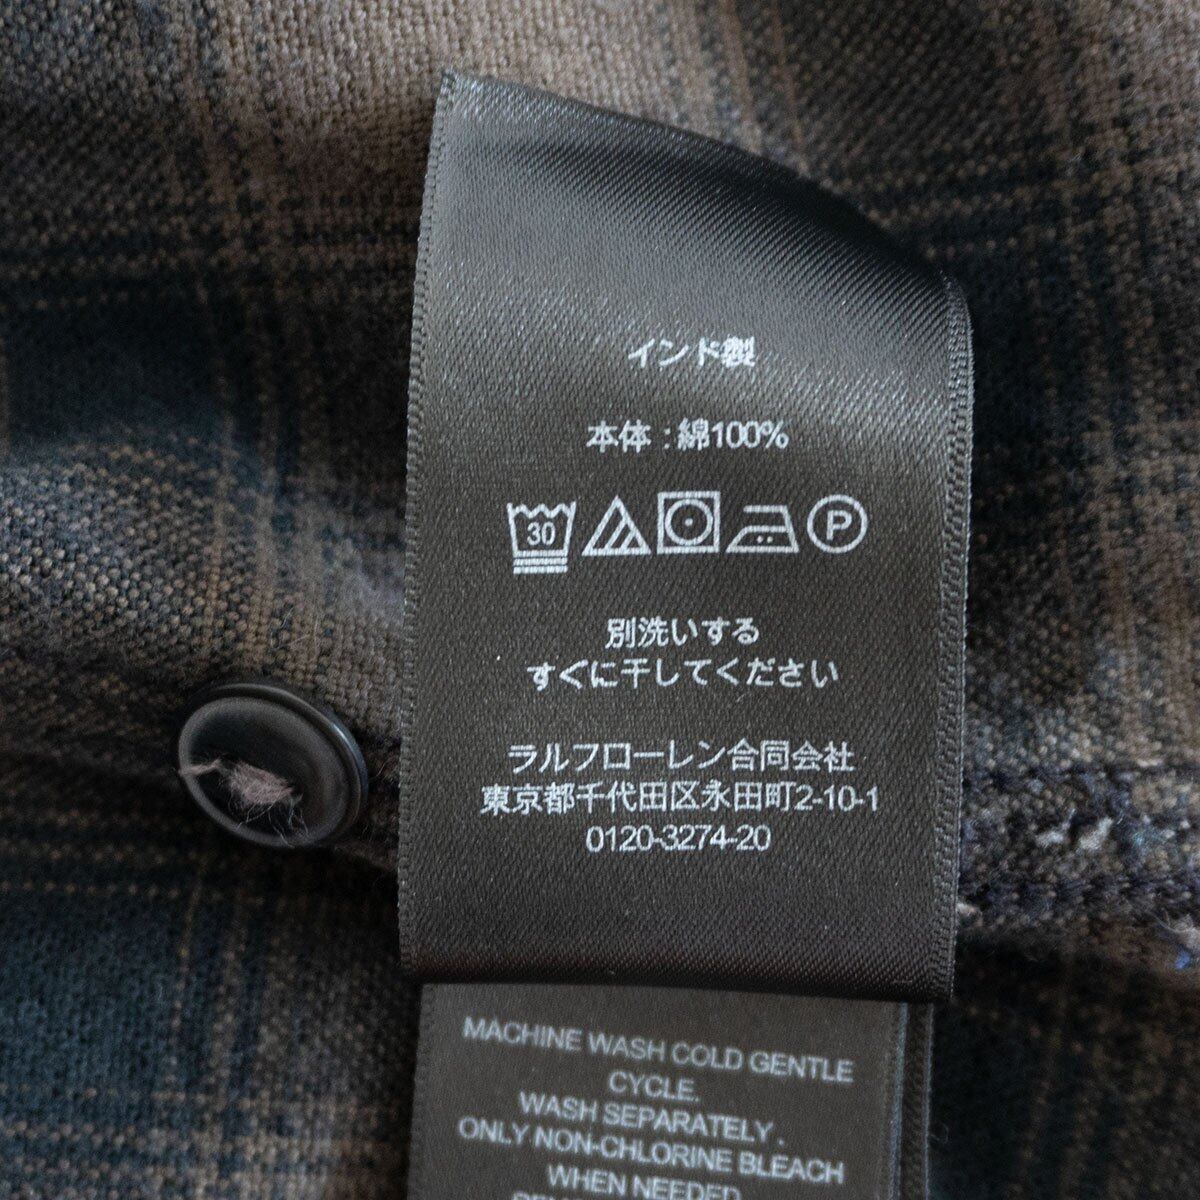 インド製
本体 : 綿100%
30 P
別洗いする
すぐに干してください
ラルフローレン合同会社
東京都千代田区永田町2-10-1
0120-3274-20
MACHINE WASH COLD GENTLE
CYCLE.
WASH SEPARATELY .
ONLY NON-CHLORINE BLEACH
WHEN NEEDED